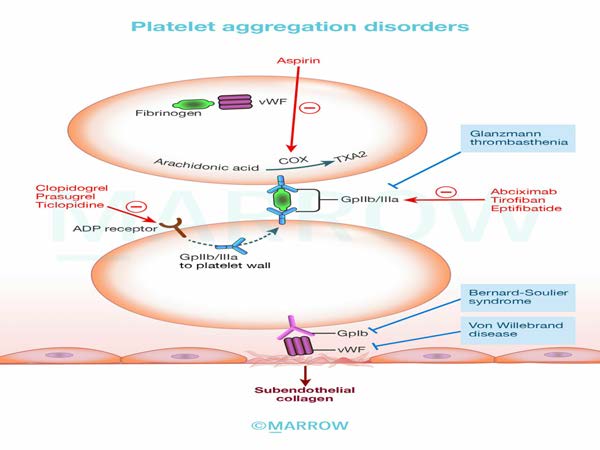 Platelet aggregation disorders
Aspirin
Fibrinogen
vWF
Arachidonic acid
COX
TXA2
Glanzmann
thrombasthenia
Clopidogrel
Prasugrel
Ticlopidine
ADP receptor
GpIIb/IIIa
Abciximab
Tirofiban
Eptifibatide
MARROW
GpIIb/IIIa
to platelet wall
Bernard-Soulier
syndrome
GpIb
Von Willebrand
disease
vWF
Subendothelial
collagen
©MARROW